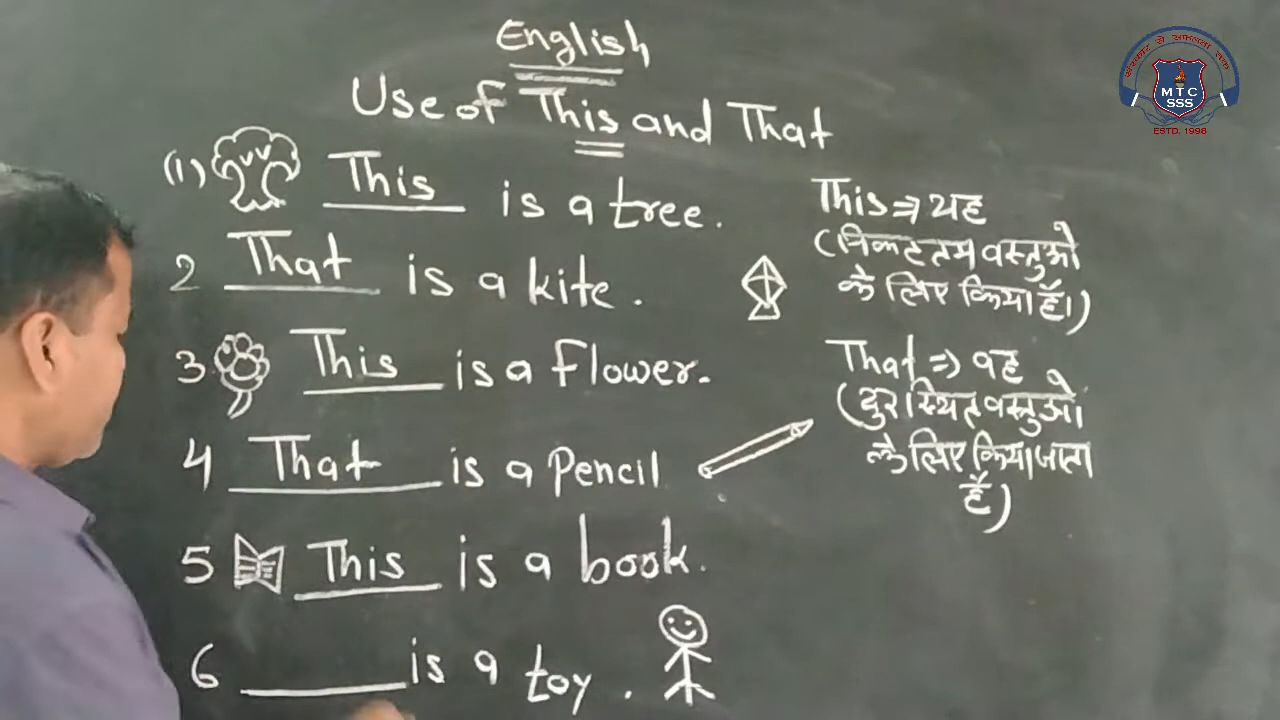 English
Use of This and That
(1) This is a tree.
2 That is a kite.
3. This is a flower.
4 That is a Pencil
5 This is a book.
6 is a toy.
This ⇒ यह
(निकटतम वस्तुओ
के लिए किया हैं।)
That ⇒ वह
(दुर स्थित वस्तुओ
के लिए किया जाता
हैं)
संस्कार से सफलता तक
MTC
SSS
ESTD. 1998